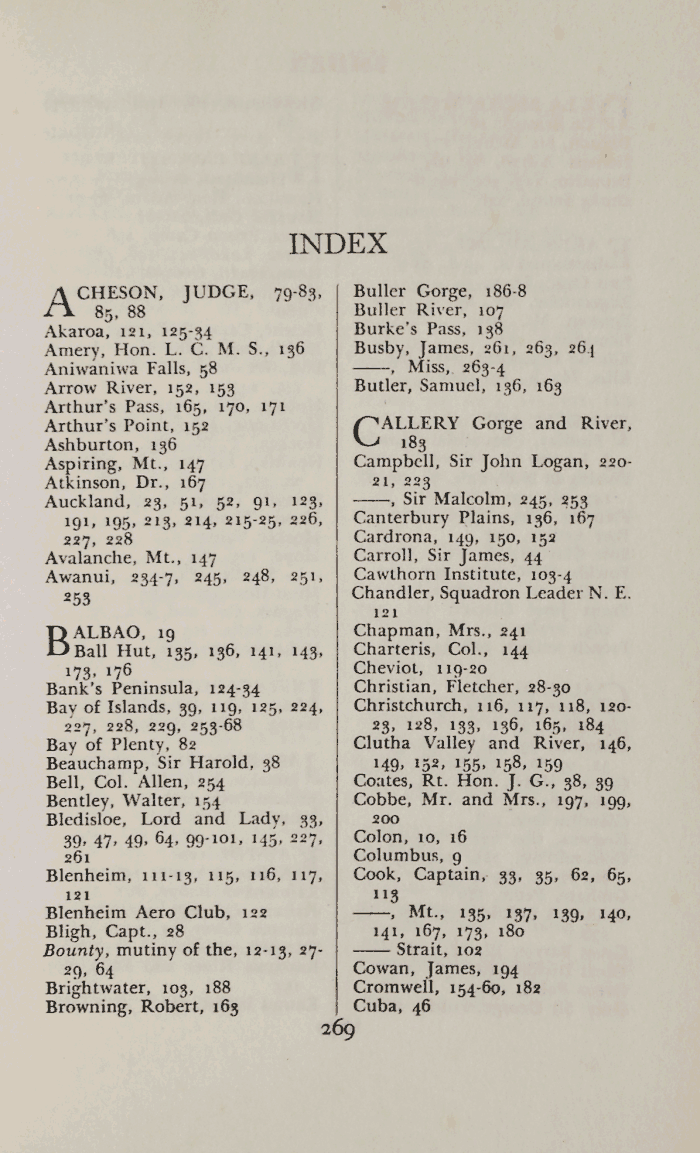 INDEX
ACHESON, JUDGE, 79-83,
85, 88
Akaroa, 121, 125-34
Amery, Hon. L. C. M. S., 136
Aniwaniwa Falls, 58
Arrow River, 152, 153
Arthur's Pass, 165, 170, 171
Arthur's Point, 152
Ashburton, 136
Aspiring, Mt., 147
Atkinson, Dr., 167
Auckland, 23, 51, 52, 91, 123,
191, 195, 213, 214, 215-25, 226,
227, 228
Avalanche, Mt., 147
Awanui, 234-7, 245, 248, 251,
253
BALBAO, 19
Ball Hut, 135, 136, 141, 143,
173, 176
Bank's Peninsula, 124-34
Bay of Islands, 39, 119, 125, 224,
227, 228, 229, 253-68
Bay of Plenty, 82
Beauchamp, Sir Harold, 38
Bell, Col. Allen, 254
Bentley, Walter, 154
Bledisloe, Lord and Lady, 33,
39, 47, 49, 64, 99-101, 145, 227,
261
Blenheim, 111-13, 115, 116, 117,
121
Blenheim Aero Club, 122
Bligh, Capt., 28
Bounty, mutiny of the, 12-13, 27-
29, 64
Brightwater, 103, 188
Browning, Robert, 163
Buller Gorge, 186-8
Buller River, 107
Burke's Pass, 138
Busby, James, 261, 263, 264
——, Miss, 263-4
Butler, Samuel, 136, 163
CALLERY Gorge and River,
183
Campbell, Sir John Logan, 220-
21, 223
——, Sir Malcolm, 245, 253
Canterbury Plains, 136, 167
Cardrona, 149, 150, 152
Carroll, Sir James, 44
Cawthorn Institute, 103-4
Chandler, Squadron Leader N. E.
121
Chapman, Mrs., 241
Charteris, Col., 144
Cheviot, 119-20
Christian, Fletcher, 28-30
Christchurch, 116, 117, 118, 120-
23, 128, 133, 136, 165, 184
Clutha Valley and River, 146,
149, 152, 155, 158, 159
Coates, Rt. Hon. J. G., 38, 39
Cobbe, Mr. and Mrs., 197, 199,
200
Colon, 10, 16
Columbus, 9
Cook, Captain, 33, 35, 62, 65,
113
——, Mt., 135, 137, 139, 140,
141, 167, 173, 180
—— Strait, 102
Cowan, James, 194
Cromwell, 154-60, 182
Cuba, 46
269